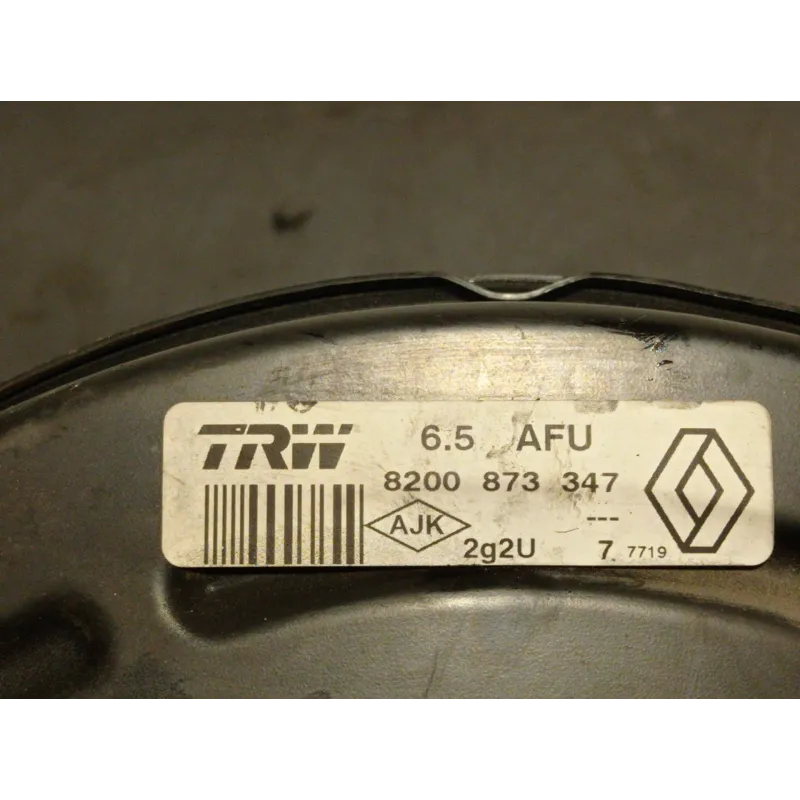 TRW 6.5 AFU
8200 873 347
AJK ---
2g2U 7 7719